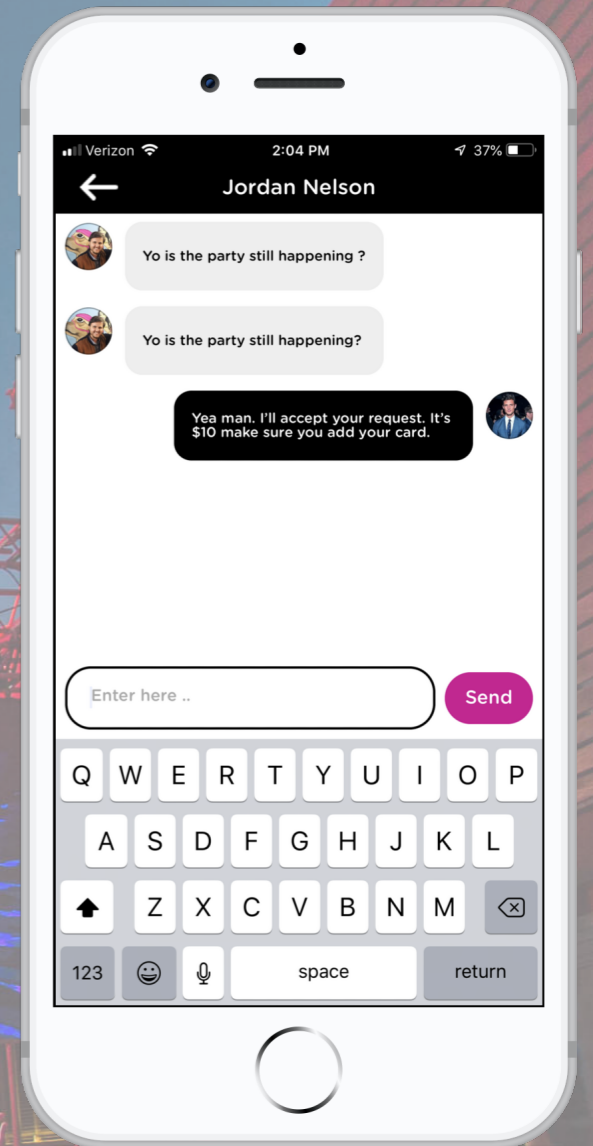 Verizon 2:04 PM 37%
Jordan Nelson
Yo is the party still happening ?
Yo is the party still happening?
Yea man. I'll accept your request. It's
$10 make sure you add your card.
Enter here ..
Send
Q W E R T Y U I O P
A S D F G H J K L
Z X C V B N M
123 space return